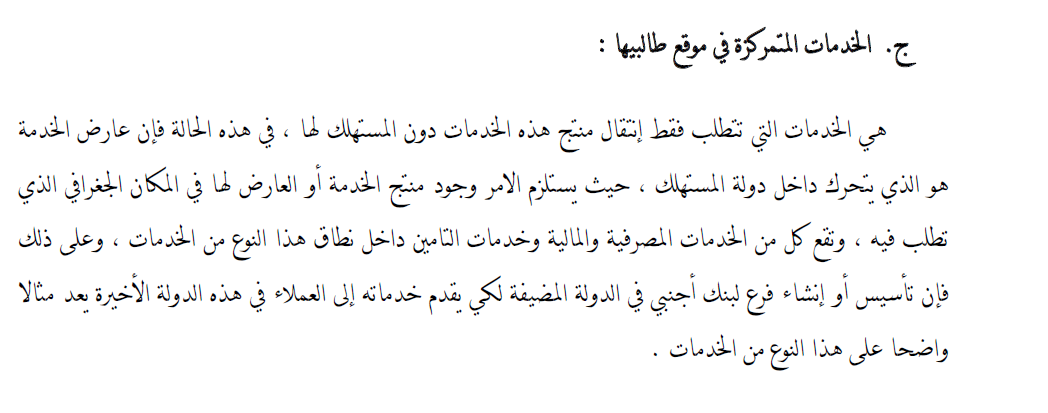 ج. الخدمات المتمركزة في موقع طالبيها :
هي الخدمات التي تتطلب فقط إنتقال منتج هذه الخدمات دون المستهلك لها ، في هذه الحالة فإن عارض الخدمة
هو الذي يتحرك داخل دولة المستهلك ، حيث يستلزم الامر وجود منتج الخدمة أو العارض لها في المكان الجغرافي الذي
تطلب فيه ، وتقع كل من الخدمات المصرفية والمالية وخدمات التامين داخل نطاق هذا النوع من الخدمات ، وعلى ذلك
فإن تأسيس أو إنشاء فرع لبنك أجنبي في الدولة المضيفة لكي يقدم خدماته إلى العملاء في هذه الدولة الأخيرة يعد مثالا
واضحا على هذا النوع من الخدمات .